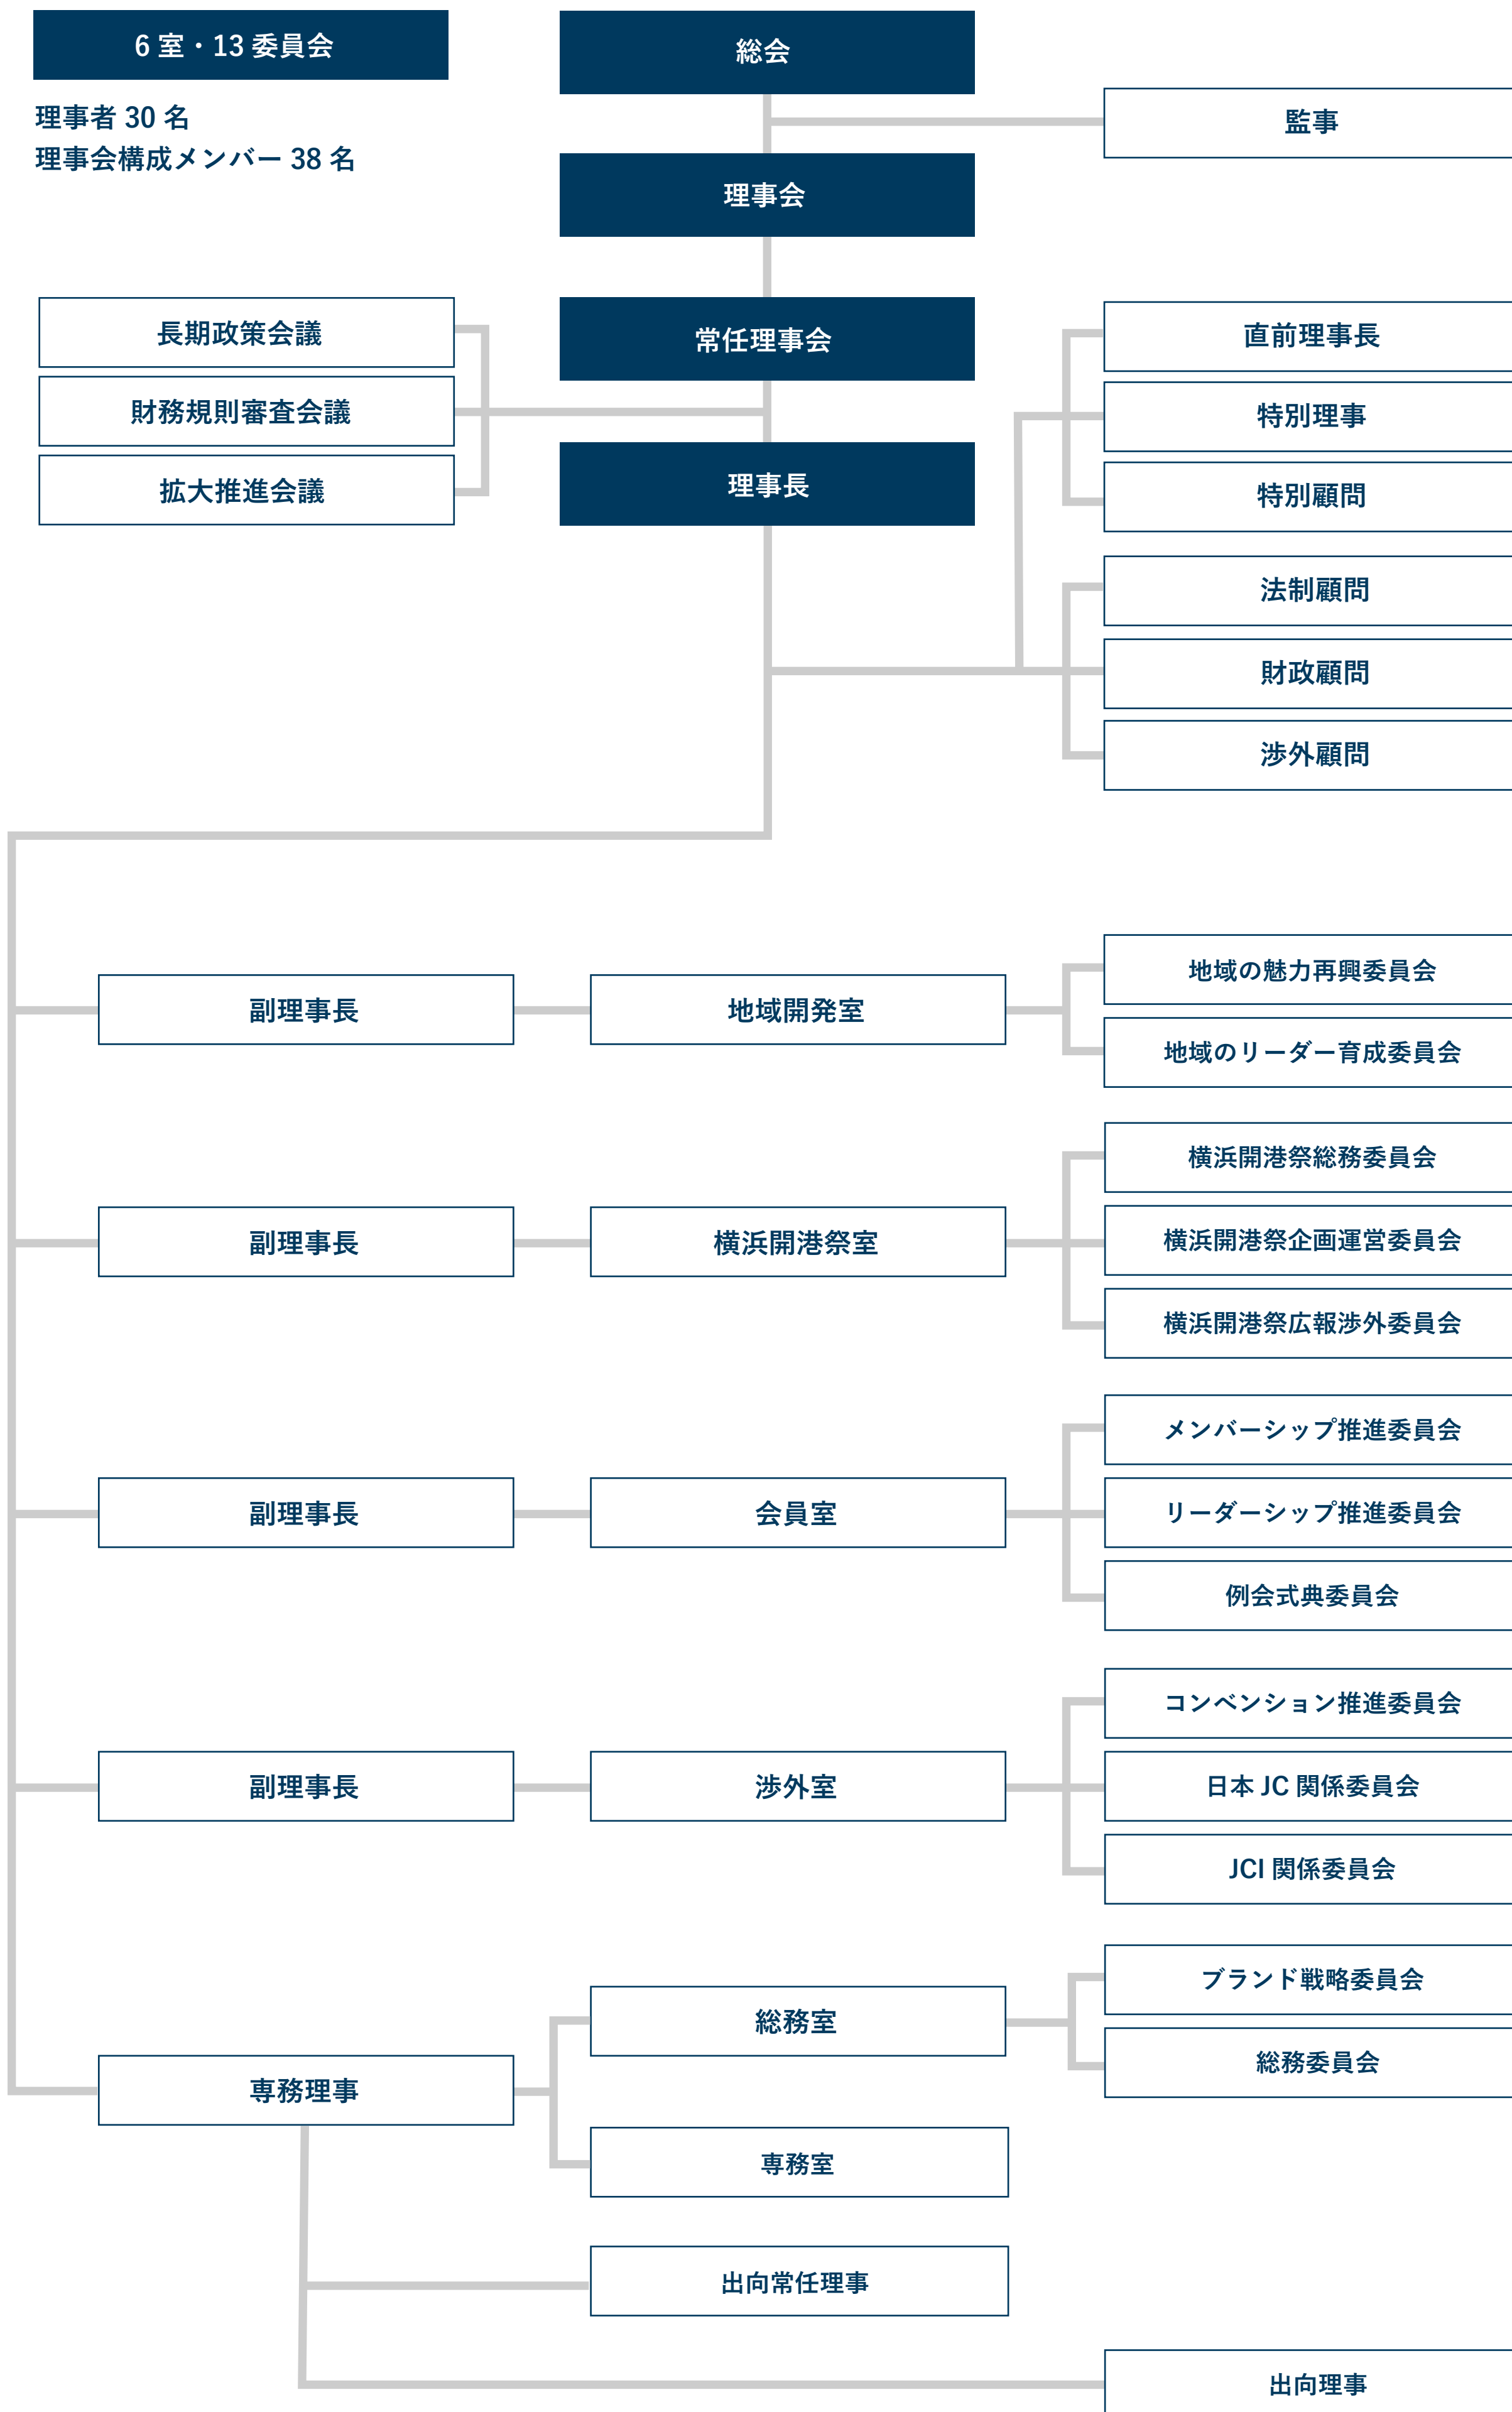 6 室・13 委員会
理事者 30 名
理事会構成メンバー 38 名
総会
監事
理事会
常任理事会
長期政策会議
財務規則審査会議
拡大推進会議
理事長
直前理事長
特別理事
特別顧問
法制顧問
財政顧問
渉外顧問
副理事長
地域開発室
地域の魅力再興委員会
地域のリーダー育成委員会
副理事長
横浜開港祭室
横浜開港祭総務委員会
横浜開港祭企画運営委員会
横浜開港祭広報渉外委員会
副理事長
会員室
メンバーシップ推進委員会
リーダーシップ推進委員会
例会式典委員会
副理事長
渉外室
コンベンション推進委員会
日本 JC 関係委員会
JCI 関係委員会
専務理事
総務室
ブランド戦略委員会
総務委員会
専務室
出向常任理事
出向理事